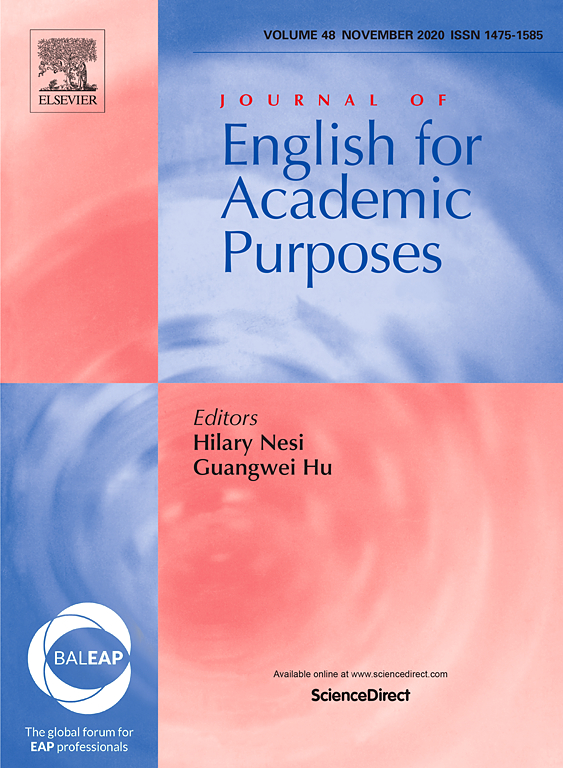 VOLUME 48 NOVEMBER 2020 ISSN 1475-1585
ELSEVIER
JOURNAL OF
English for
Academic
Purposes
Editors
Hilary Nesi
Guangwei Hu
BALEAP
The global forum for
EAP professionals
Available online at www.sciencedirect.com
ScienceDirect